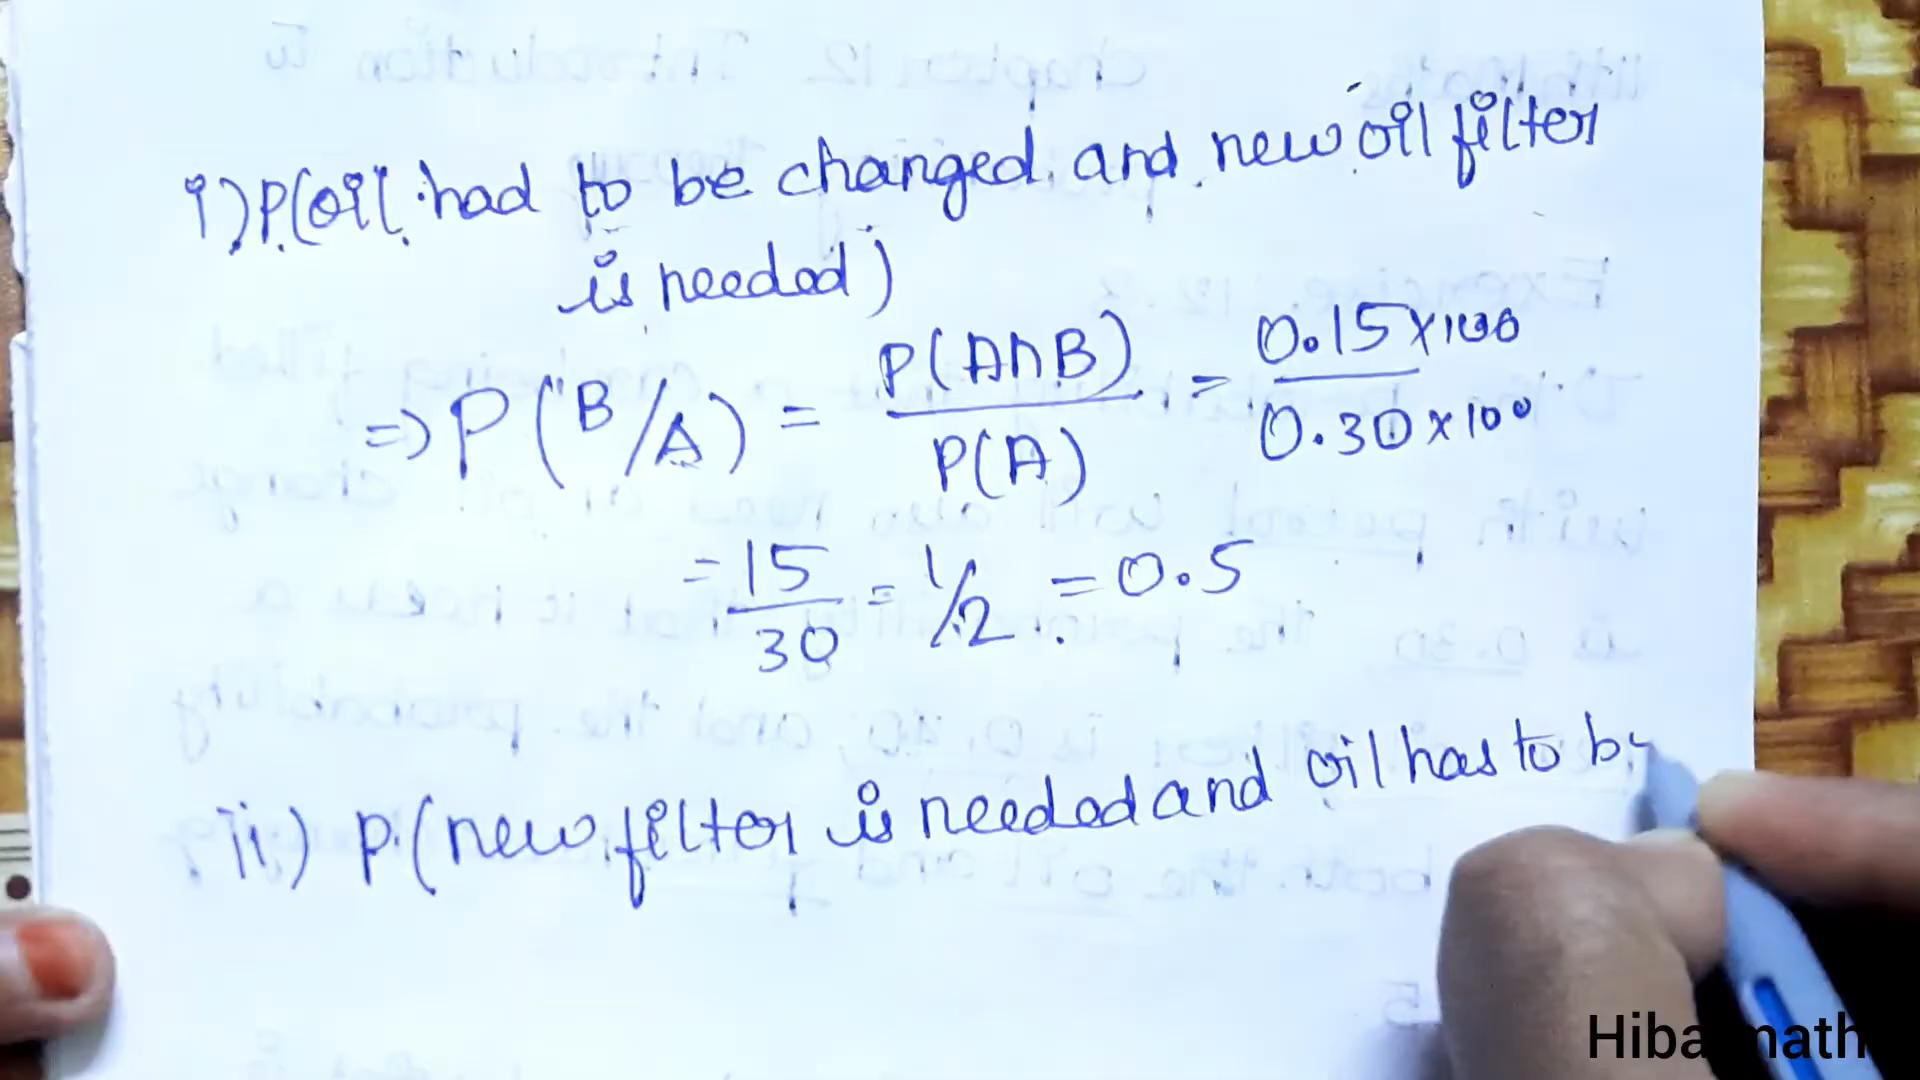 i) P(oil had to be changed and new oil filter
is needed)
=> P(B/A) = P(A∩B) / P(A) = 0.15×100 / 0.30×100
= 15/30 = 1/2 = 0.5
ii) P(new filter is needed and oil has to be
Hiba math